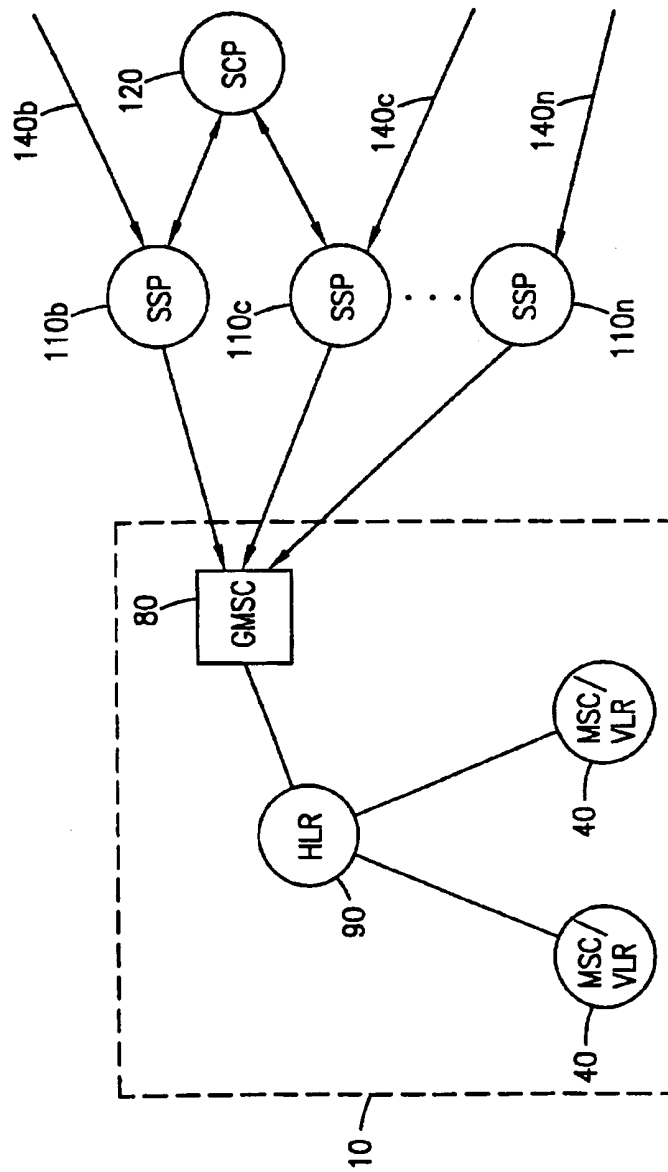 140b
120
SCP
140c
140n
110b
SSP
110c
SSP
. . .
SSP
110n
80
GMSC
HLR
90
MSC/
VLR
40
MSC/
VLR
40
10